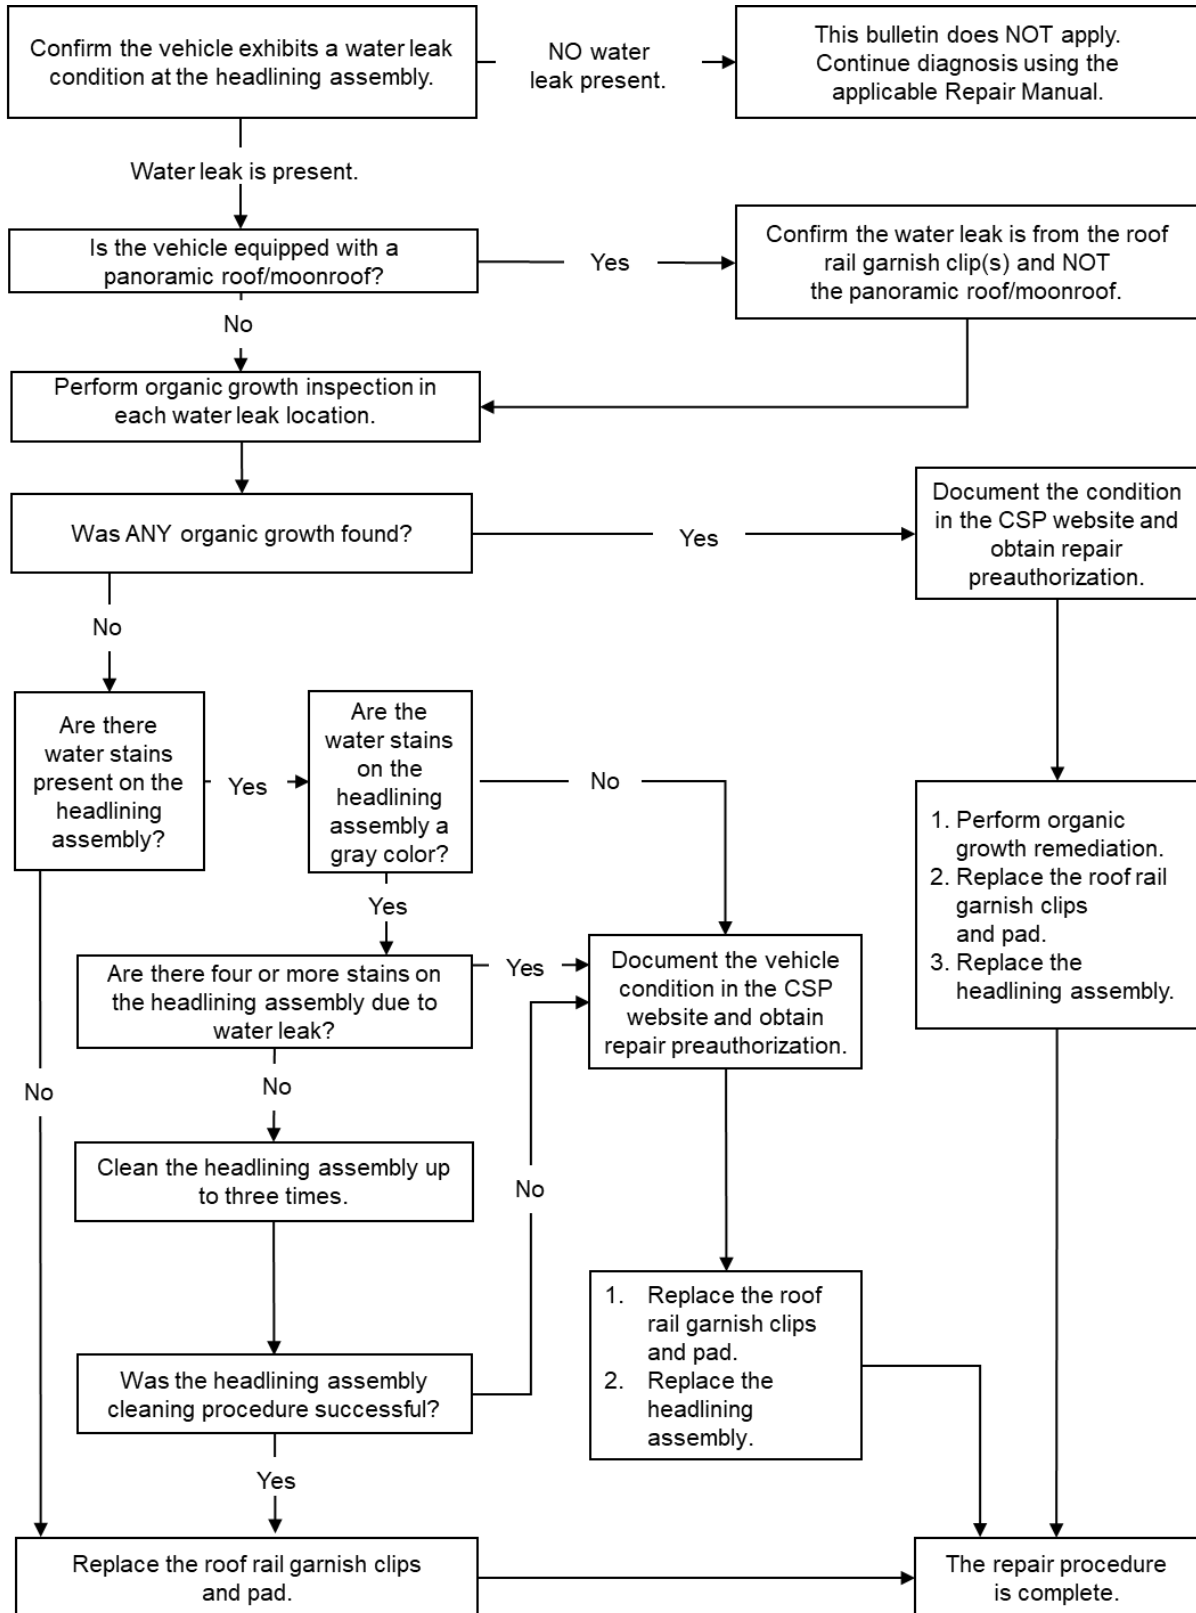 Confirm the vehicle exhibits a water leak
condition at the headlining assembly.
NO water
leak present.
This bulletin does NOT apply.
Continue diagnosis using the
applicable Repair Manual.
Water leak is present.
Is the vehicle equipped with a
panoramic roof/moonroof?
Yes
Confirm the water leak is from the roof
rail garnish clip(s) and NOT
the panoramic roof/moonroof.
No
Perform organic growth inspection in
each water leak location.
Was ANY organic growth found?
Yes
Document the condition
in the CSP website and
obtain repair
preauthorization.
No
Are there
water stains
present on the
headlining
assembly?
Yes
Are the
water stains
on the
headlining
assembly a
gray color?
No
1. Perform organic
growth remediation.
2. Replace the roof rail
garnish clips
and pad.
3. Replace the
headlining assembly.
Yes
Are there four or more stains on
the headlining assembly due to
water leak?
Yes
Document the vehicle
condition in the CSP
website and obtain
repair preauthorization.
No
No
Clean the headlining assembly up
to three times.
No
1. Replace the roof
rail garnish clips
and pad.
2. Replace the
headlining
assembly.
Was the headlining assembly
cleaning procedure successful?
Yes
Replace the roof rail garnish clips
and pad.
The repair procedure
is complete.